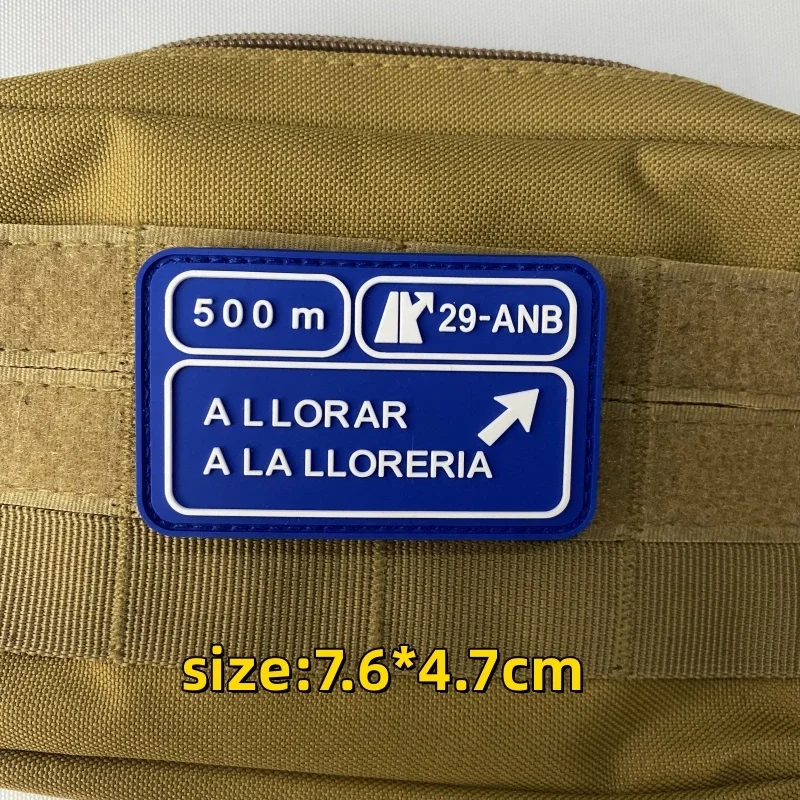 500 m
29-ANB
A LLORAR
A LA LLORERIA
size:7.6*4.7cm